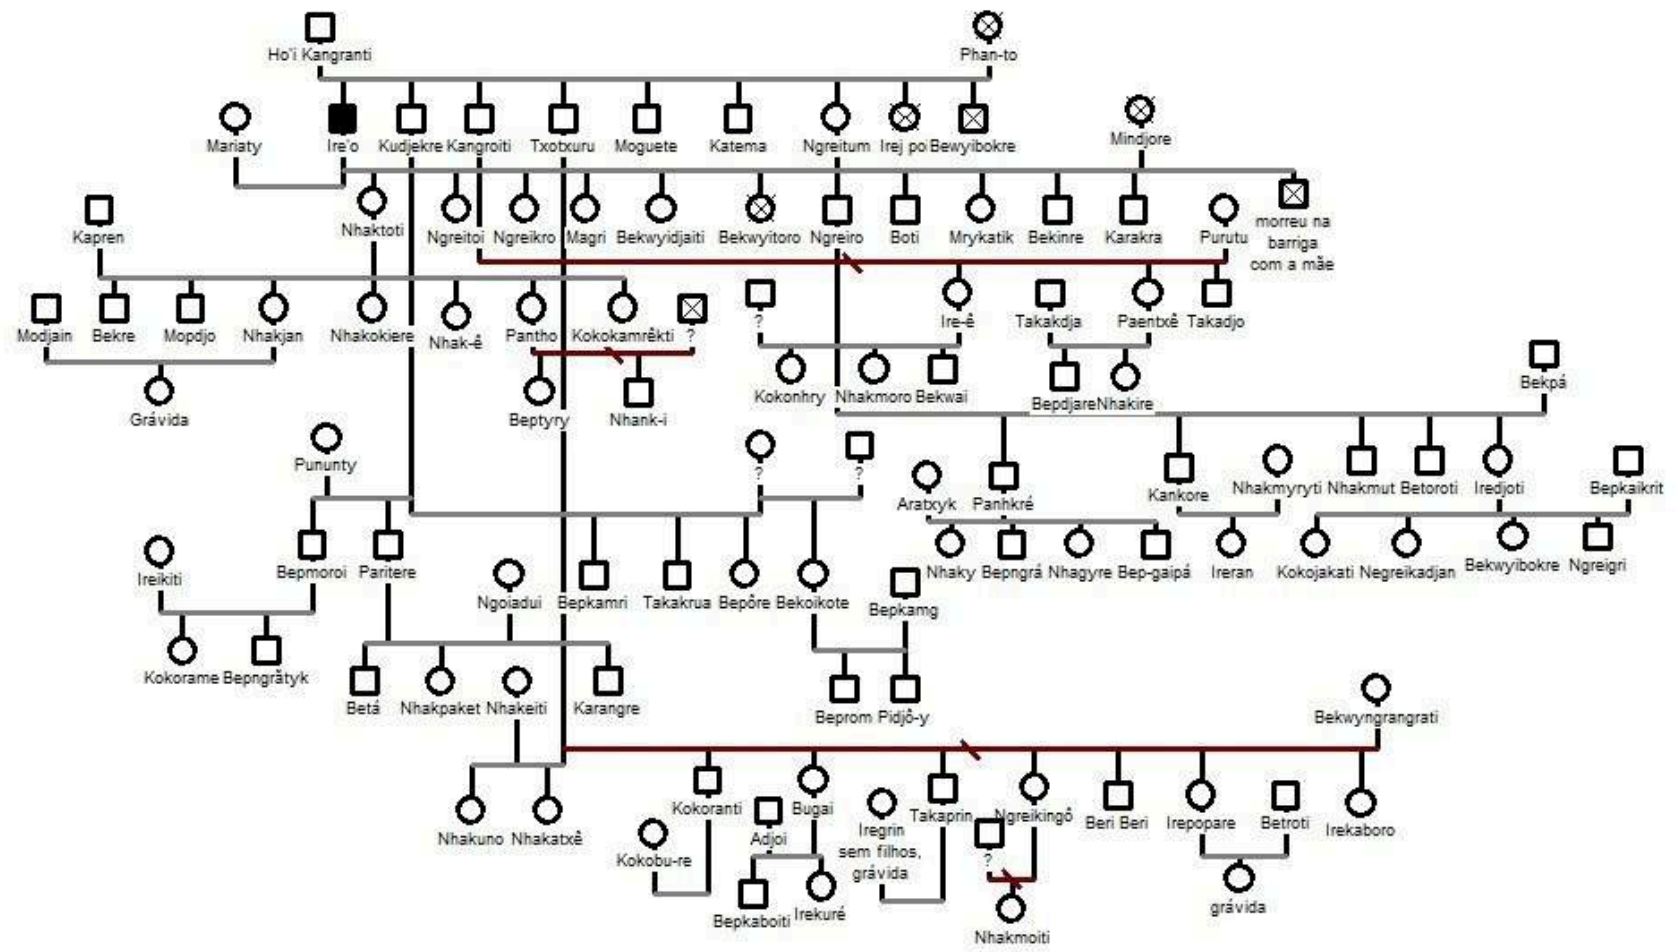 Ho'i Kangranti
Phan-to
Mariaty
Ire'o
Kudjekre
Kangroiti
Txotxuru
Moguete
Katema
Ngreitum
Irej po
Bewyibokre
Mindjore
Kapren
Nhaktoti
Ngreitoi
Ngreikro
Magri
Bekwyidjaiti
Bekwyitoro
Ngreiro
Boti
Mrykatik
Bekinre
Karakra
Purutu
morreu na
barriga
com a mãe
Modjain
Bekre
Mopdjo
Nhakjan
Nhakokiere
Nhak-ê
Pantho
Kokokamrêkti
?
?
Ire-ê
Takakdja
Paentxê
Takadjo
Grávida
Beptyry
Nhank-i
Kokonhry
Nhakmoro
Bekwai
Bepdjare
Nhakire
Bekpá
Pununty
?
?
Aratxyk
Panhkré
Kankore
Nhakmyryti
Nhakmut
Betoroti
Iredjoti
Bepkaikrit
Ireikiti
Bepmoroi
Paritere
Ngoiadui
Bepkamri
Takakrua
Bepôre
Bekoikote
Bepkamg
Nhaky
Bepngrá
Nhagyre
Bep-gaipá
Ireran
Kokojakati
Negreikadjan
Bekwyibokre
Ngreigri
Kokorame
Bepngrãtyk
Betá
Nhakpaket
Nhakeiti
Karangre
Beprom
Pidjô-y
Bekwyngrangrati
Nhakuno
Nhakatxê
Kokobu-re
Kokoranti
Adjoi
Bugai
Iregrin
sem filhos,
grávida
Takaprin
Ngreikingô
?
Beri Beri
Irepopare
Betroti
Irekaboro
Bepkaboiti
Irekuré
Nhakmoiti
grávida